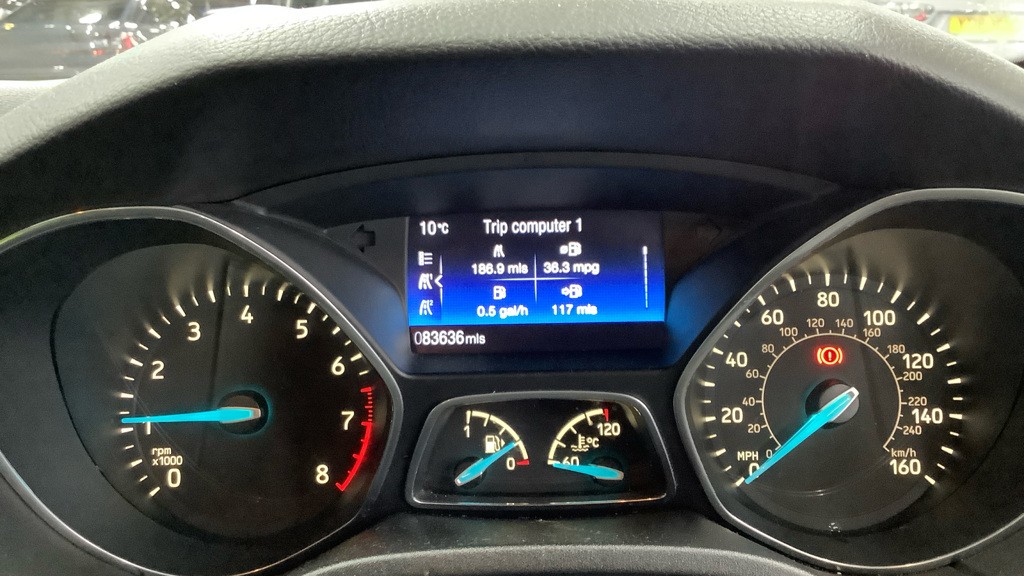 10°C Trip computer 1
186.9 mls 36.3 mpg
0.5 gal/h 117 mls
083636mls
0 1 2 3 4 5 6 7 8
rpm
x1000
1 0
60 120
°C
0 20 40 60 80 100 120 140 160
MPH
0 20 40 60 80 100 120 140 160 180 200 220 240
km/h